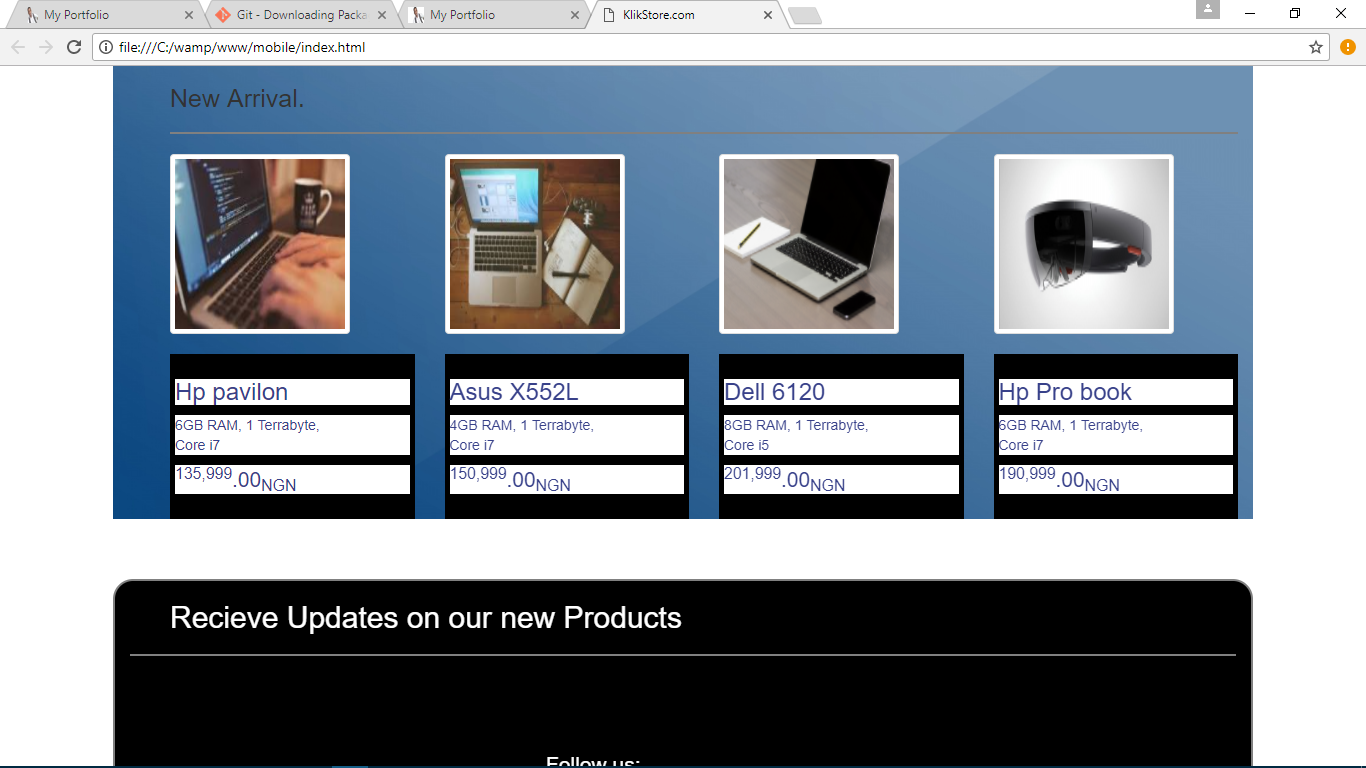 My Portfolio
Git - Downloading Packa
My Portfolio
KlikStore.com
file:///C:/wamp/www/mobile/index.html
New Arrival.
Hp pavilon
6GB RAM, 1 Terrabyte,
Core i7
135,999.00NGN
Asus X552L
4GB RAM, 1 Terrabyte,
Core i7
150,999.00NGN
Dell 6120
8GB RAM, 1 Terrabyte,
Core i5
201,999.00NGN
Hp Pro book
6GB RAM, 1 Terrabyte,
Core i7
190,999.00NGN
Recieve Updates on our new Products
Follow us: